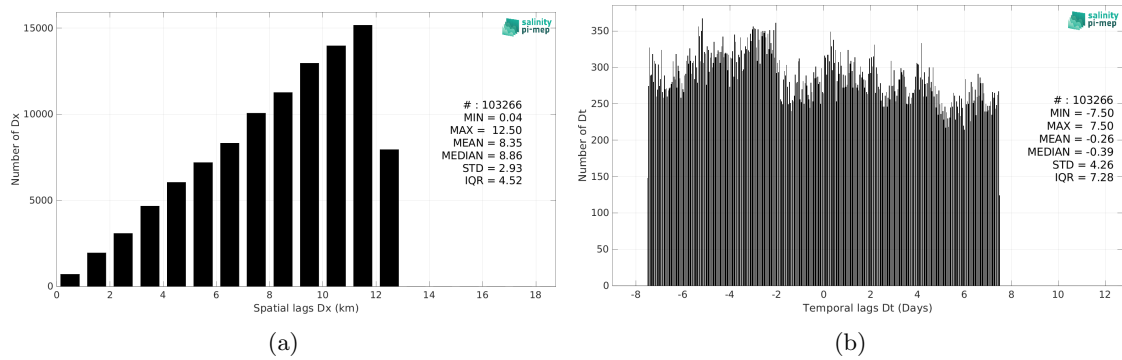 salinity
pi-mep
Number of Dx
15000
10000
5000
0
# : 103266
MIN = 0.04
MAX = 12.50
MEAN = 8.35
MEDIAN = 8.86
STD = 2.93
IQR = 4.52
0 2 4 6 8 10 12 14 16 18
Spatial lags Dx (km)
(a)
salinity
pi-mep
Number of Dt
350
300
250
200
150
100
50
0
# : 103266
MIN = -7.50
MAX = 7.50
MEAN = -0.26
MEDIAN = -0.39
STD = 4.26
IQR = 7.28
-8 -6 -4 -2 0 2 4 6 8 10 12
Temporal lags Dt (Days)
(b)